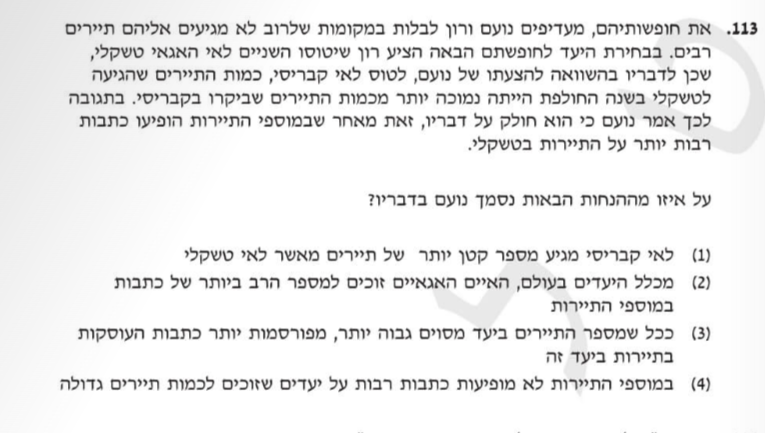 113. את חופשותיהם, מעדיפים נועם ורון לבלות במקומות שלרוב לא מגיעים אליהם תיירים
רבים. בבחירת היעד לחופשתם הבאה הציע רון שיטוסו השניים לאי האגאי טשקלי,
שכן לדבריו בהשוואה להצעתו של נועם, לטוס לאי קבריסי, כמות התיירים שהגיעה
לטשקלי בשנה החולפת הייתה נמוכה יותר מכמות התיירים שביקרו בקבריסי. בתגובה
לכך אמר נועם כי הוא חולק על דבריו, זאת מאחר שבמוספי התיירות הופיעו כתבות
רבות יותר על התיירות בטשקלי.
על איזו מההנחות הבאות נסמך נועם בדבריו?
(1) לאי קבריסי מגיע מספר קטן יותר של תיירים מאשר לאי טשקלי
(2) מכלל היעדים בעולם, האיים האגאיים זוכים למספר הרב ביותר של כתבות
במוספי התיירות
(3) ככל שמספר התיירים ביעד מסוים גבוה יותר, מפורסמות יותר כתבות העוסקות
בתיירות ביעד זה
(4) במוספי התיירות לא מופיעות כתבות רבות על יעדים שזוכים לכמות תיירים גדולה